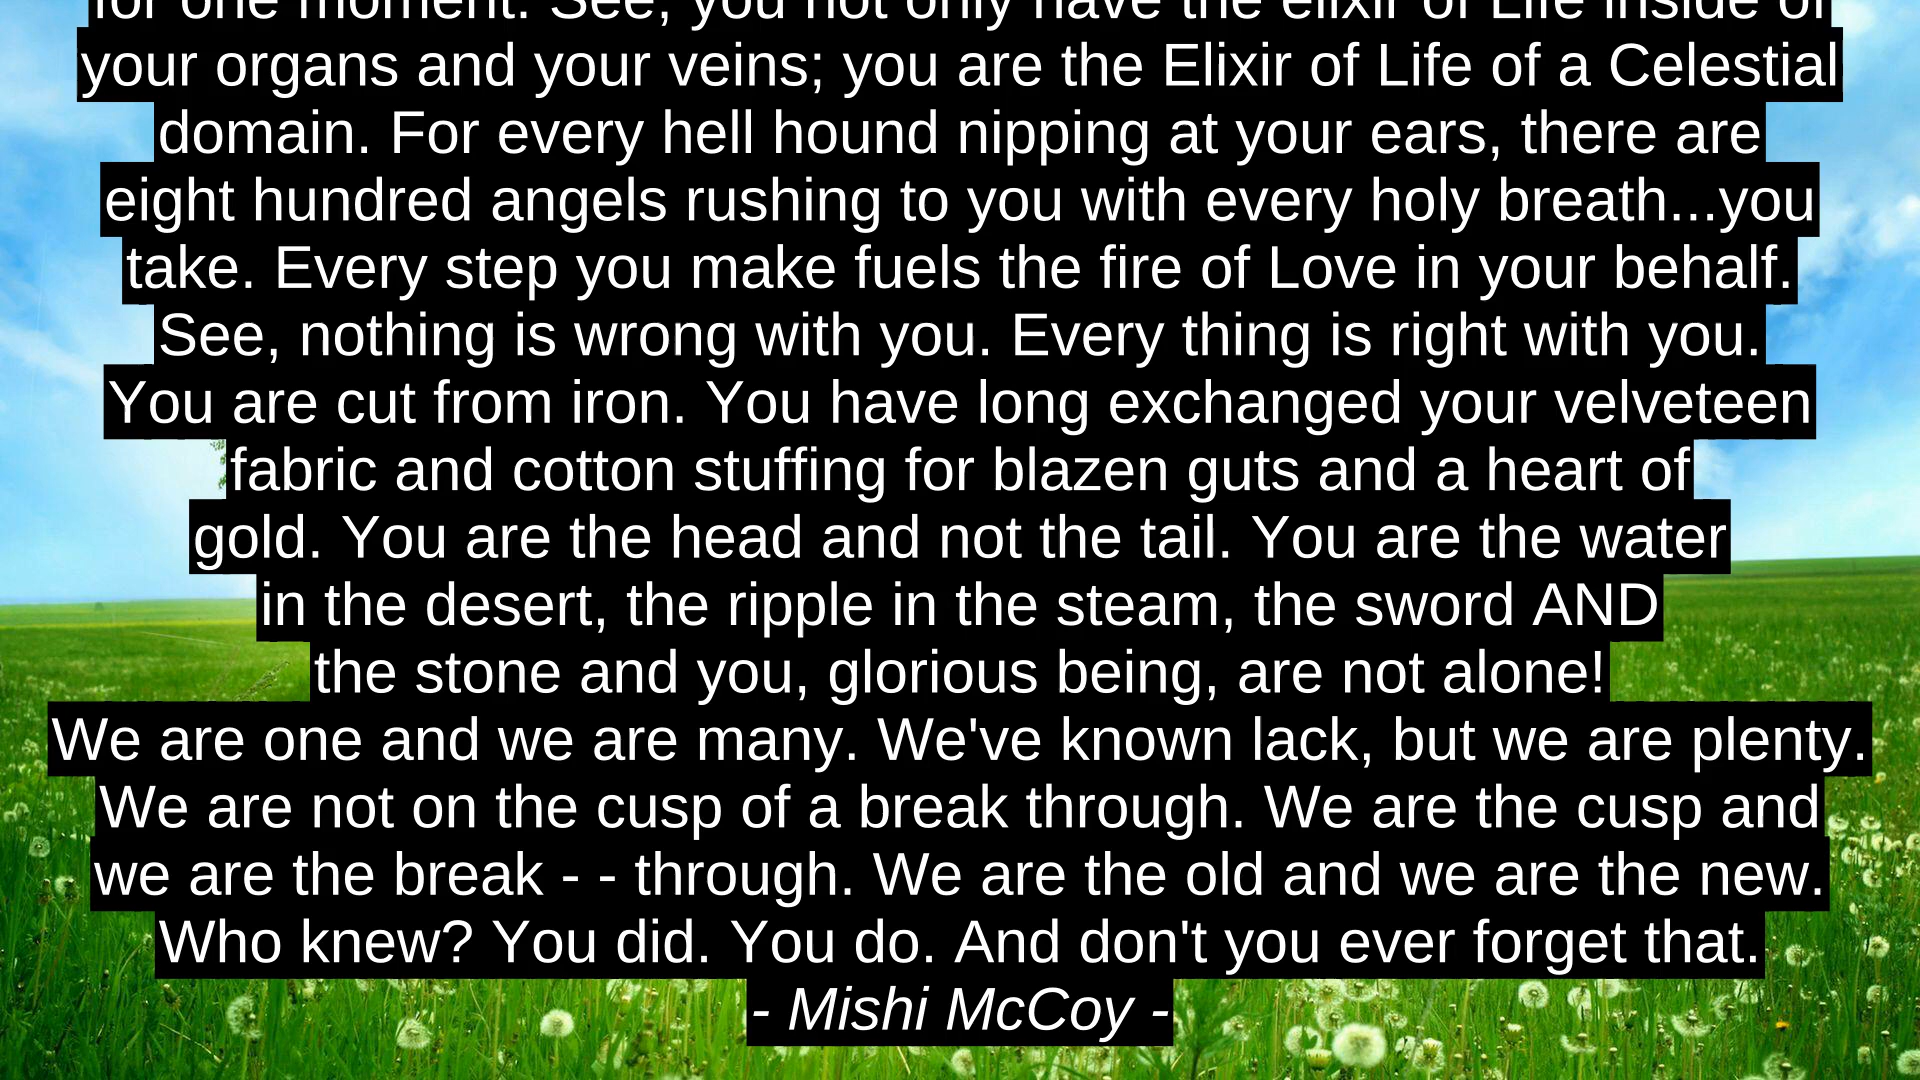 for one moment. See, you not only have the elixir of Life inside of
your organs and your veins; you are the Elixir of Life of a Celestial
domain. For every hell hound nipping at your ears, there are
eight hundred angels rushing to you with every holy breath...you
take. Every step you make fuels the fire of Love in your behalf.
See, nothing is wrong with you. Every thing is right with you.
You are cut from iron. You have long exchanged your velveteen
fabric and cotton stuffing for blazen guts and a heart of
gold. You are the head and not the tail. You are the water
in the desert, the ripple in the steam, the sword AND
the stone and you, glorious being, are not alone!
We are one and we are many. We've known lack, but we are plenty.
We are not on the cusp of a break through. We are the cusp and
we are the break - - through. We are the old and we are the new.
Who knew? You did. You do. And don't you ever forget that.
- Mishi McCoy -